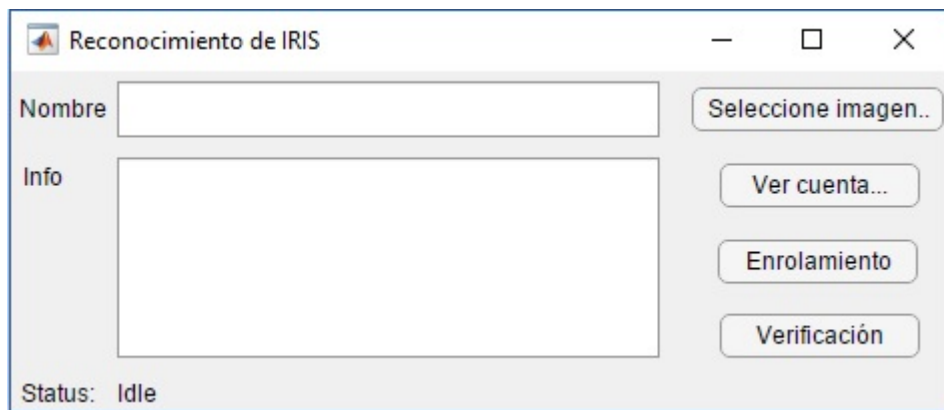 Reconocimiento de IRIS
Nombre
Seleccione imagen..
Info
Ver cuenta...
Enrolamiento
Verificación
Status: Idle